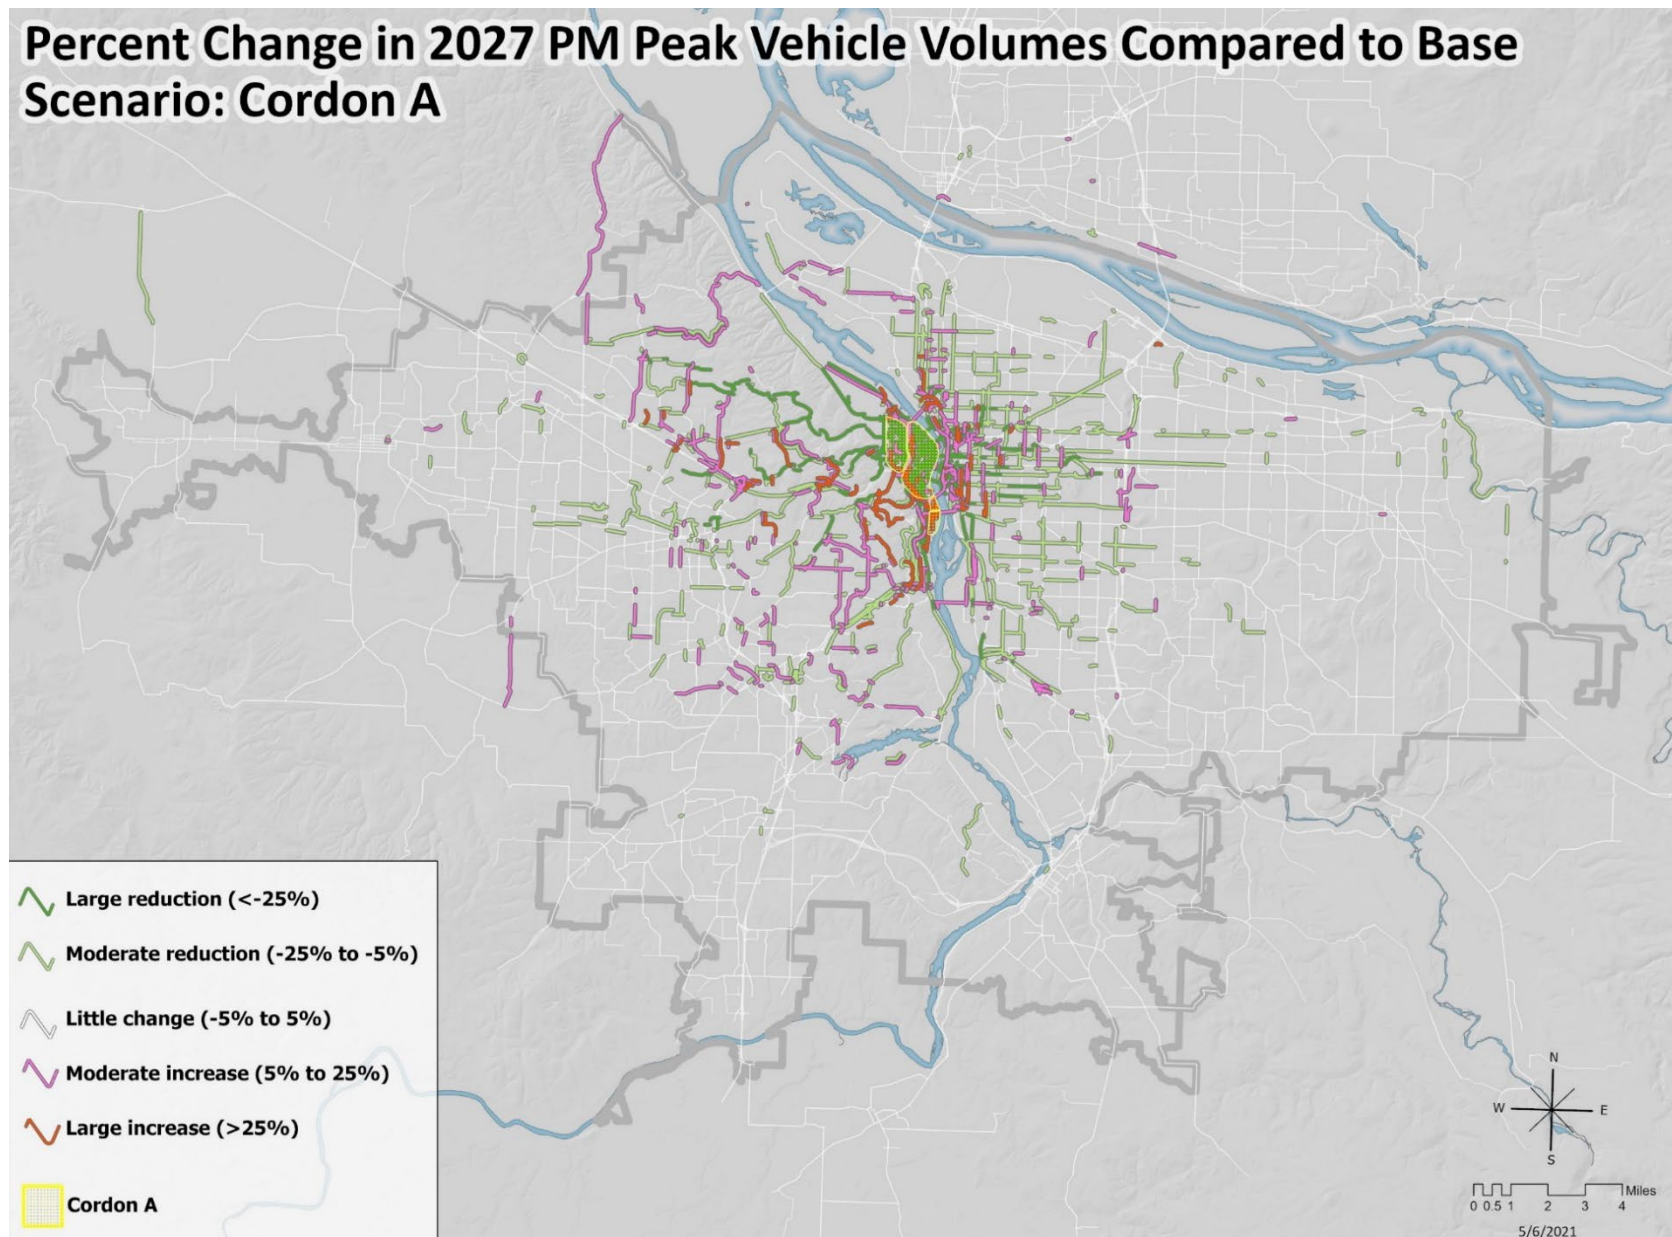 Percent Change in 2027 PM Peak Vehicle Volumes Compared to Base
Scenario: Cordon A
Large reduction (<-25%)
Moderate reduction (-25% to -5%)
Little change (-5% to 5%)
Moderate increase (5% to 25%)
Large increase (>25%)
Cordon A
N
W E
S
Miles
0 0.5 1 2 3 4
5/6/2021